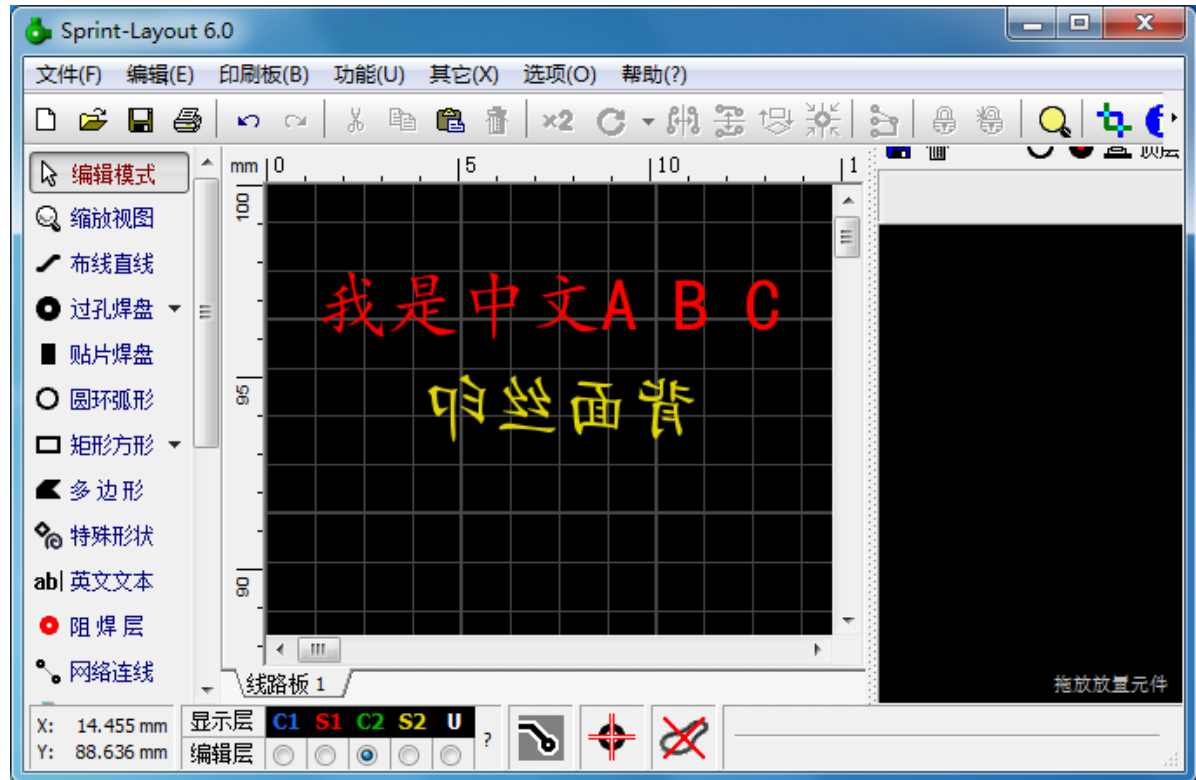 Sprint-Layout 6.0
文件(F) 编辑(E) 印刷板(B) 功能(U) 其它(X) 选项(O) 帮助(?)
×2
编辑模式
缩放视图
布线直线
过孔焊盘
贴片焊盘
圆环弧形
矩形方形
多边形
特殊形状
ab| 英文文本
阻焊层
网络连线
mm 0 5 10 1
100
95
90
我是中文A B C
背面丝印
顶层
拖放放置元件
线路板 1
X: 14.455 mm
Y: 88.636 mm
显示层 C1 S1 C2 S2 U
编辑层
?